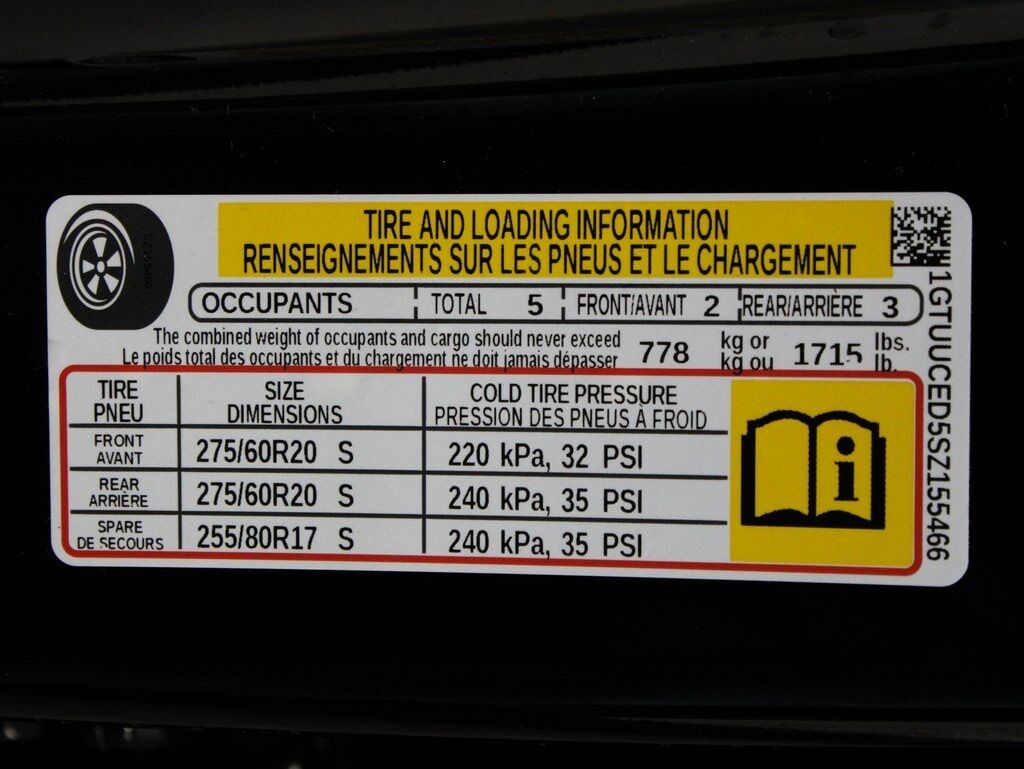 TIRE AND LOADING INFORMATION
RENSEIGNEMENTS SUR LES PNEUS ET LE CHARGEMENT
OCCUPANTS TOTAL 5 FRONT/AVANT 2 REAR/ARRIÈRE 3
The combined weight of occupants and cargo should never exceed 778 kg or 1715 lbs.
Le poids total des occupants et du chargement ne doit jamais dépasser kg ou lb.
TIRE SIZE COLD TIRE PRESSURE
PNEU DIMENSIONS PRESSION DES PNEUS À FROID
FRONT
AVANT 275/60R20 S 220 kPa, 32 PSI
REAR
ARRIÈRE 275/60R20 S 240 kPa, 35 PSI
SPARE
DE SECOURS 255/80R17 S 240 kPa, 35 PSI
i
1GTUUCED5SZ155466